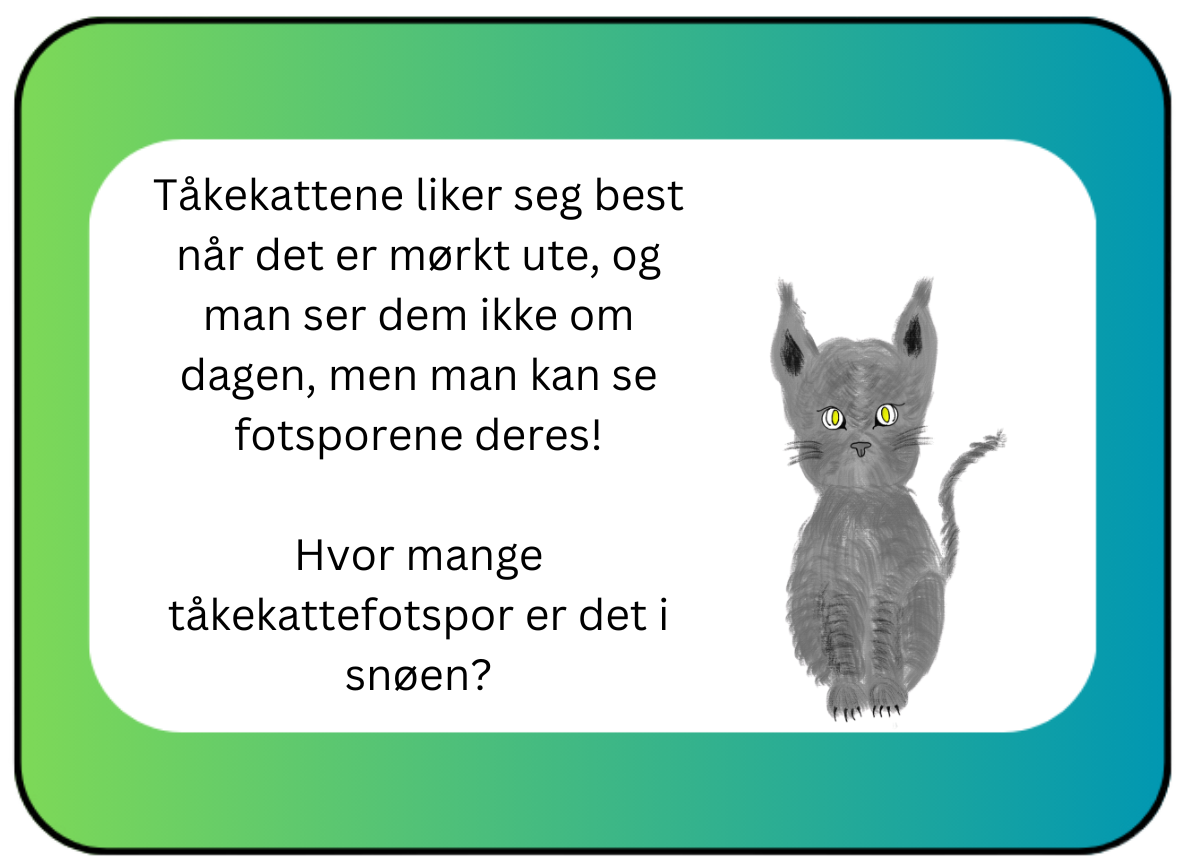 Tåkekattene liker seg best
når det er mørkt ute, og
man ser dem ikke om
dagen, men man kan se
fotsporene deres!
Hvor mange
tåkekattefotspor er det i
snøen?